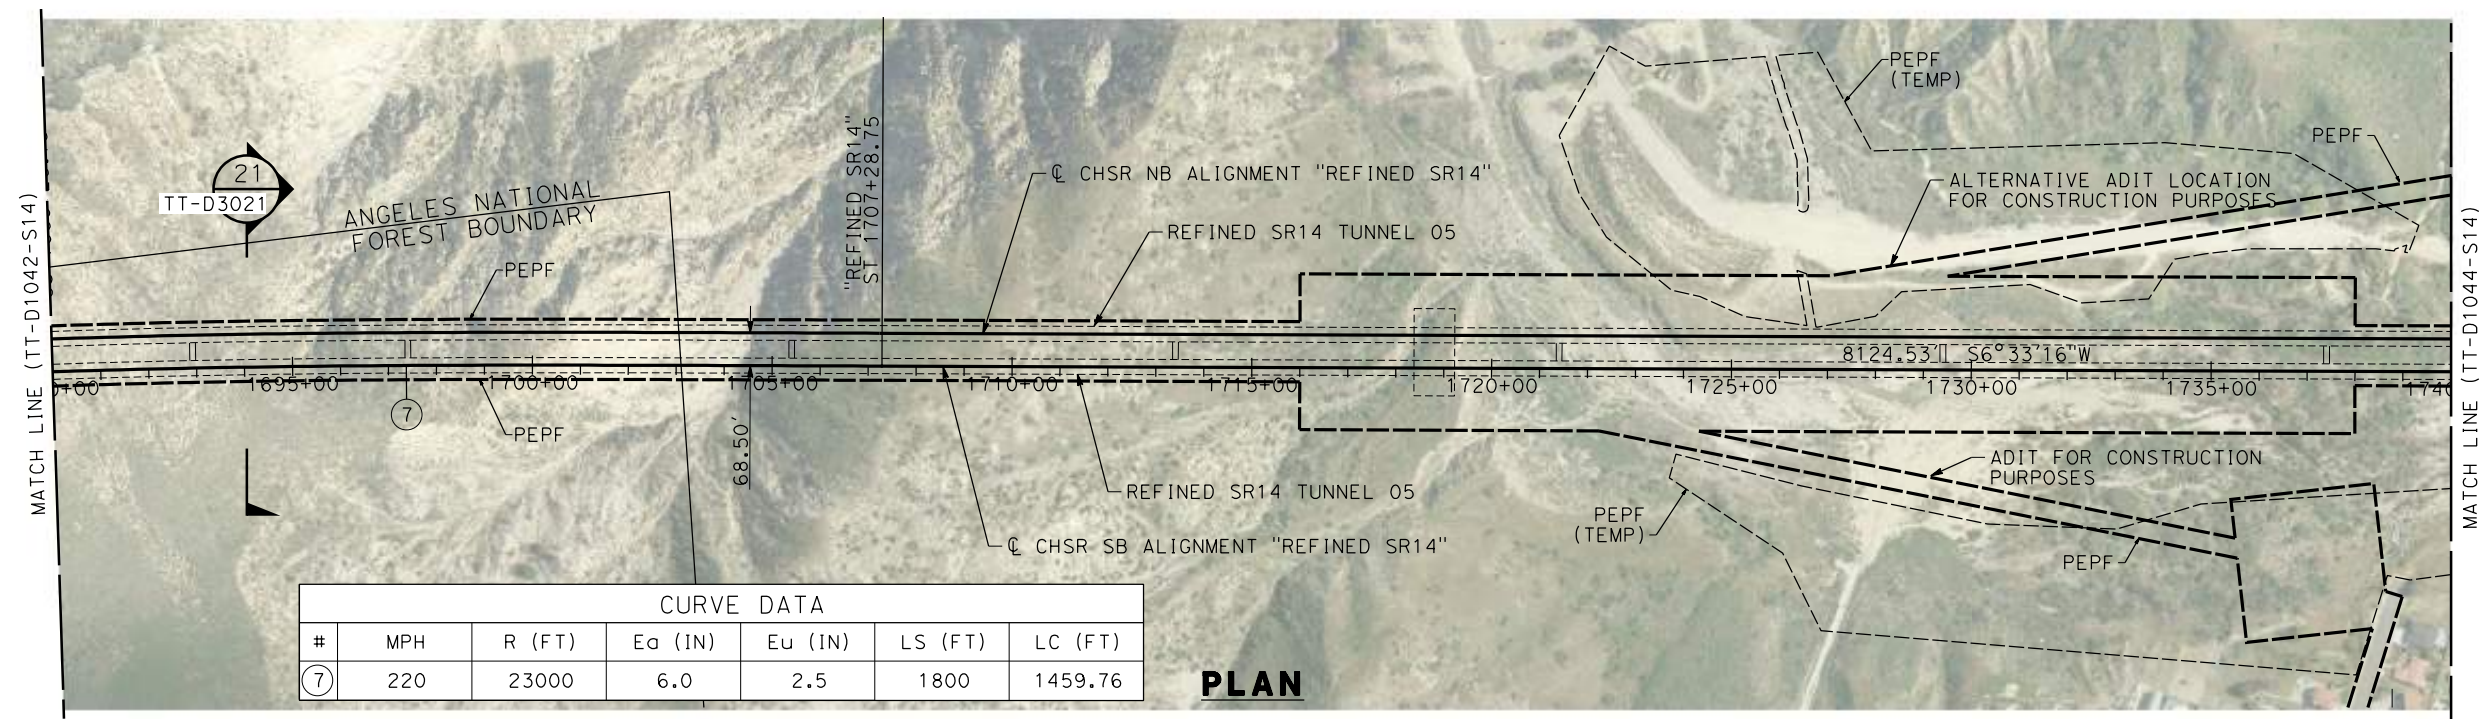 MATCH LINE (TT-D1042-S14)
21
TT-D3021
ANGELES NATIONAL
FOREST BOUNDARY
PEPF
"REFINED SR14"
ST 1707+28.75
℄ CHSR NB ALIGNMENT "REFINED SR14"
REFINED SR14 TUNNEL 05
PEPF
(TEMP)
PEPF
ALTERNATIVE ADIT LOCATION
FOR CONSTRUCTION PURPOSES
8124.53' S6°33'16"W
0+00
1695+00
1700+00
1705+00
1710+00
1715+00
1720+00
1725+00
1730+00
1735+00
1740
7
PEPF
68.50'
REFINED SR14 TUNNEL 05
℄ CHSR SB ALIGNMENT "REFINED SR14"
ADIT FOR CONSTRUCTION
PURPOSES
PEPF
(TEMP)
PEPF
MATCH LINE (TT-D1044-S14)
CURVE DATA
# MPH R (FT) Ea (IN) Eu (IN) LS (FT) LC (FT)
7 220 23000 6.0 2.5 1800 1459.76
PLAN